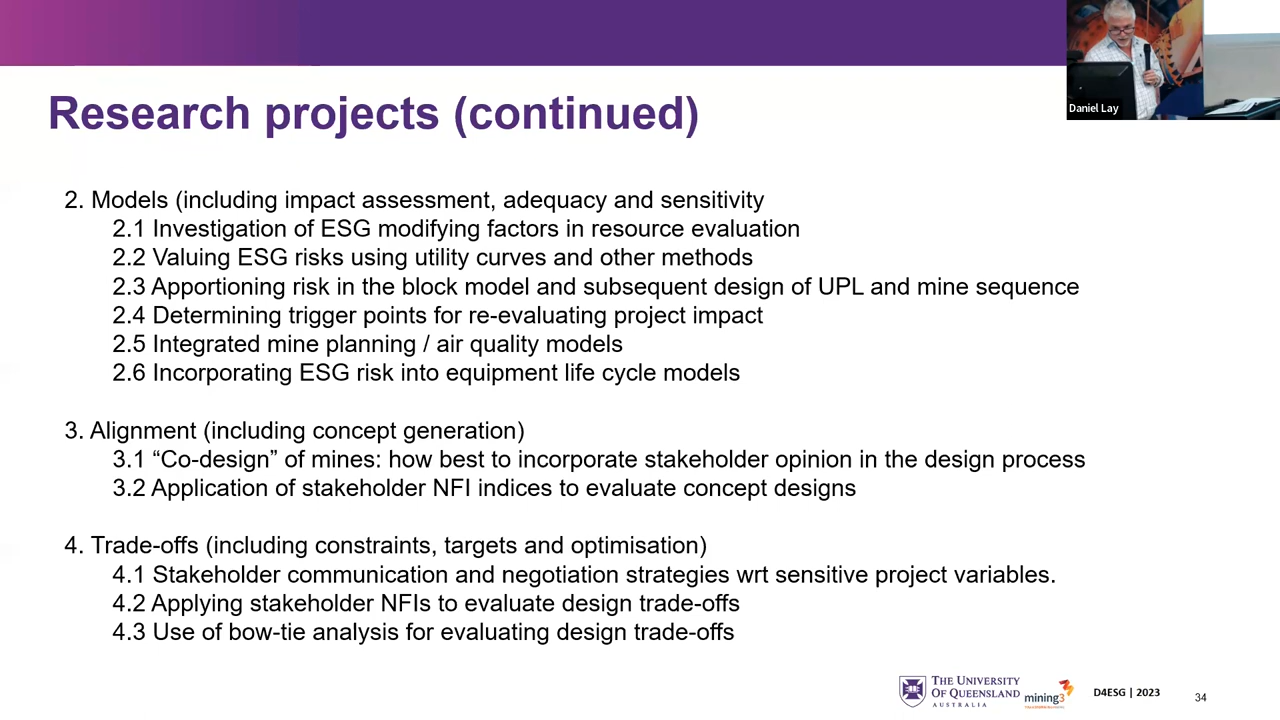 Daniel Lay
Research projects (continued)
2. Models (including impact assessment, adequacy and sensitivity
2.1 Investigation of ESG modifying factors in resource evaluation
2.2 Valuing ESG risks using utility curves and other methods
2.3 Apportioning risk in the block model and subsequent design of UPL and mine sequence
2.4 Determining trigger points for re-evaluating project impact
2.5 Integrated mine planning / air quality models
2.6 Incorporating ESG risk into equipment life cycle models
3. Alignment (including concept generation)
3.1 “Co-design” of mines: how best to incorporate stakeholder opinion in the design process
3.2 Application of stakeholder NFI indices to evaluate concept designs
4. Trade-offs (including constraints, targets and optimisation)
4.1 Stakeholder communication and negotiation strategies wrt sensitive project variables.
4.2 Applying stakeholder NFIs to evaluate design trade-offs
4.3 Use of bow-tie analysis for evaluating design trade-offs
THE UNIVERSITY
OF QUEENSLAND
AUSTRALIA
mining3
D4ESG | 2023
34